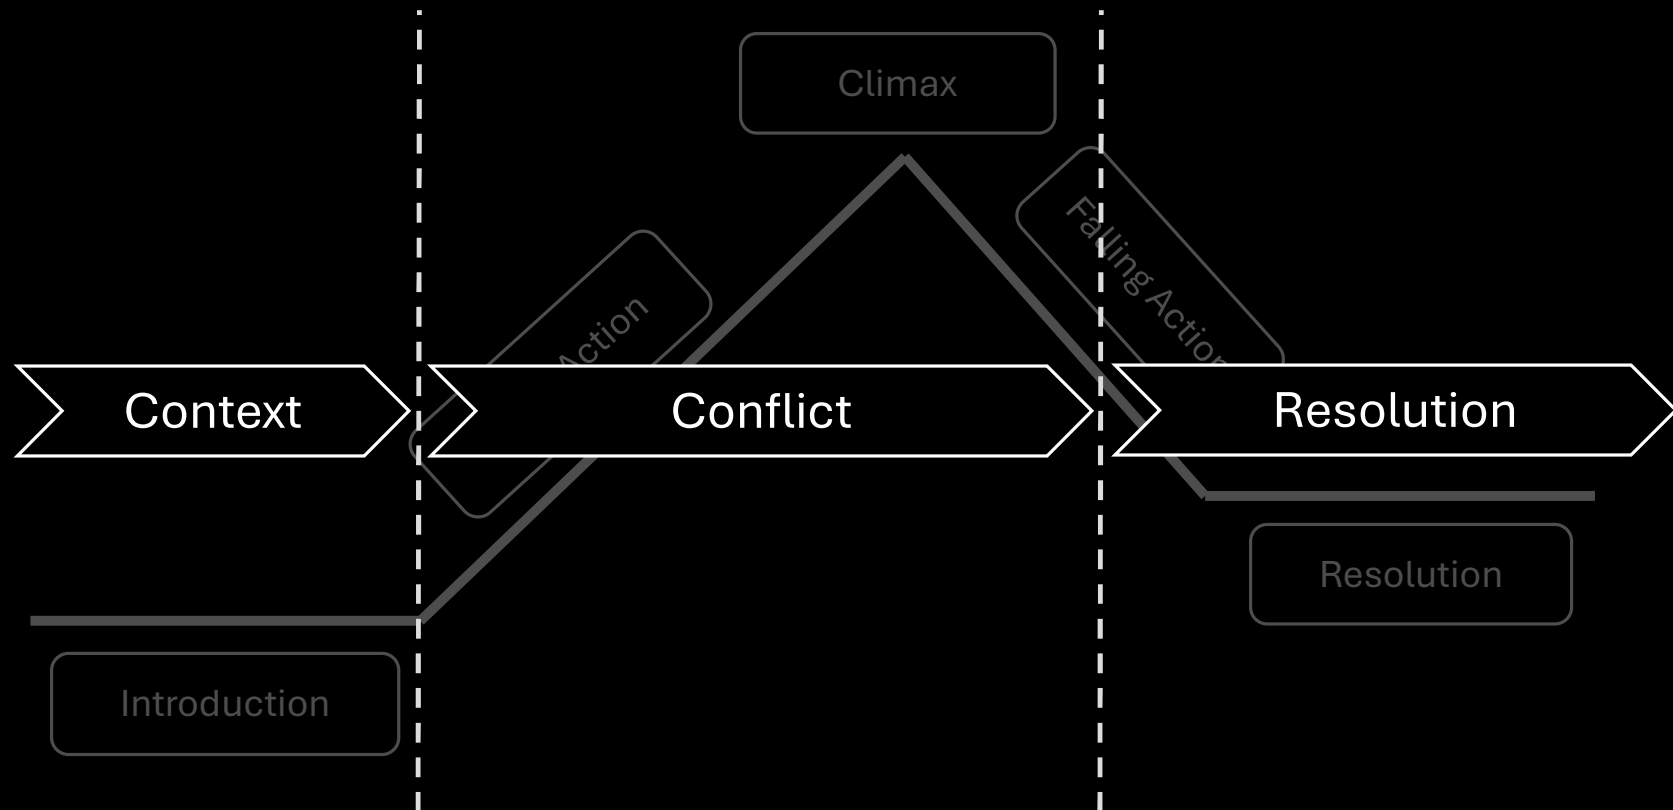 Climax
Falling Action
Action
Context
Conflict
Resolution
Resolution
Introduction